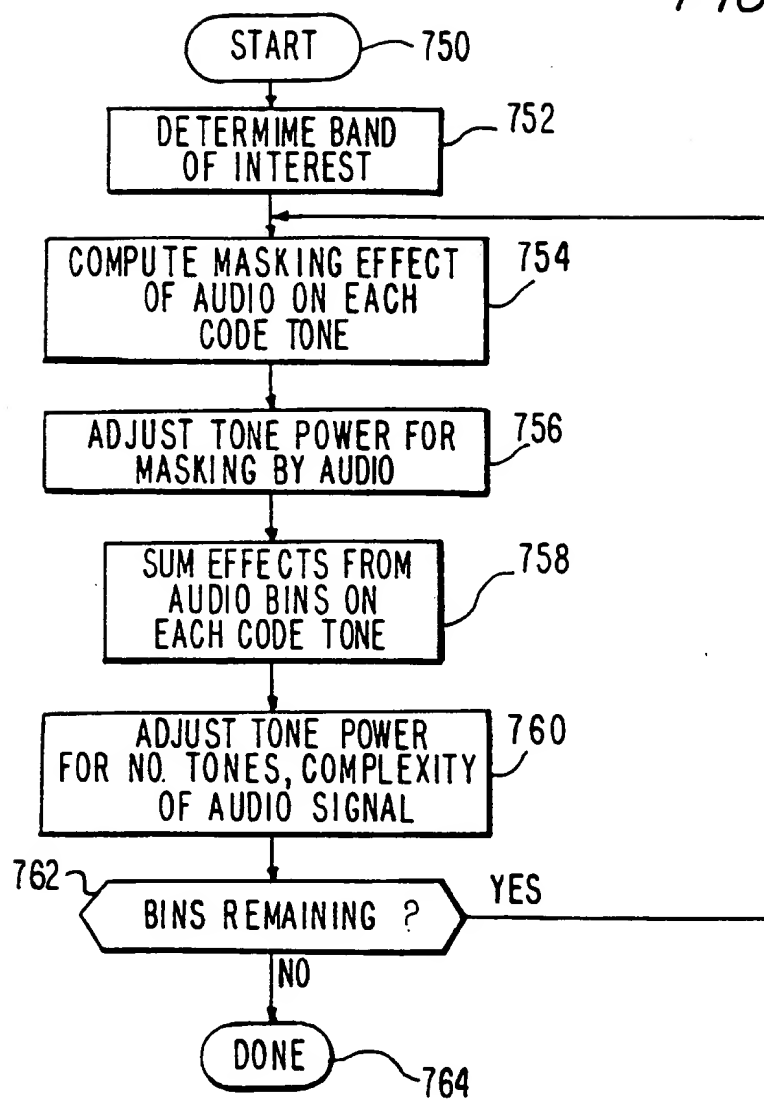 START
750
DETERMIME BAND
OF INTEREST
752
COMPUTE MASKING EFFECT
OF AUDIO ON EACH
CODE TONE
754
ADJUST TONE POWER FOR
MASKING BY AUDIO
756
SUM EFFECTS FROM
AUDIO BINS ON
EACH CODE TONE
758
ADJUST TONE POWER
FOR NO. TONES, COMPLEXITY
OF AUDIO SIGNAL
760
762
BINS REMAINING ?
YES
NO
DONE
764